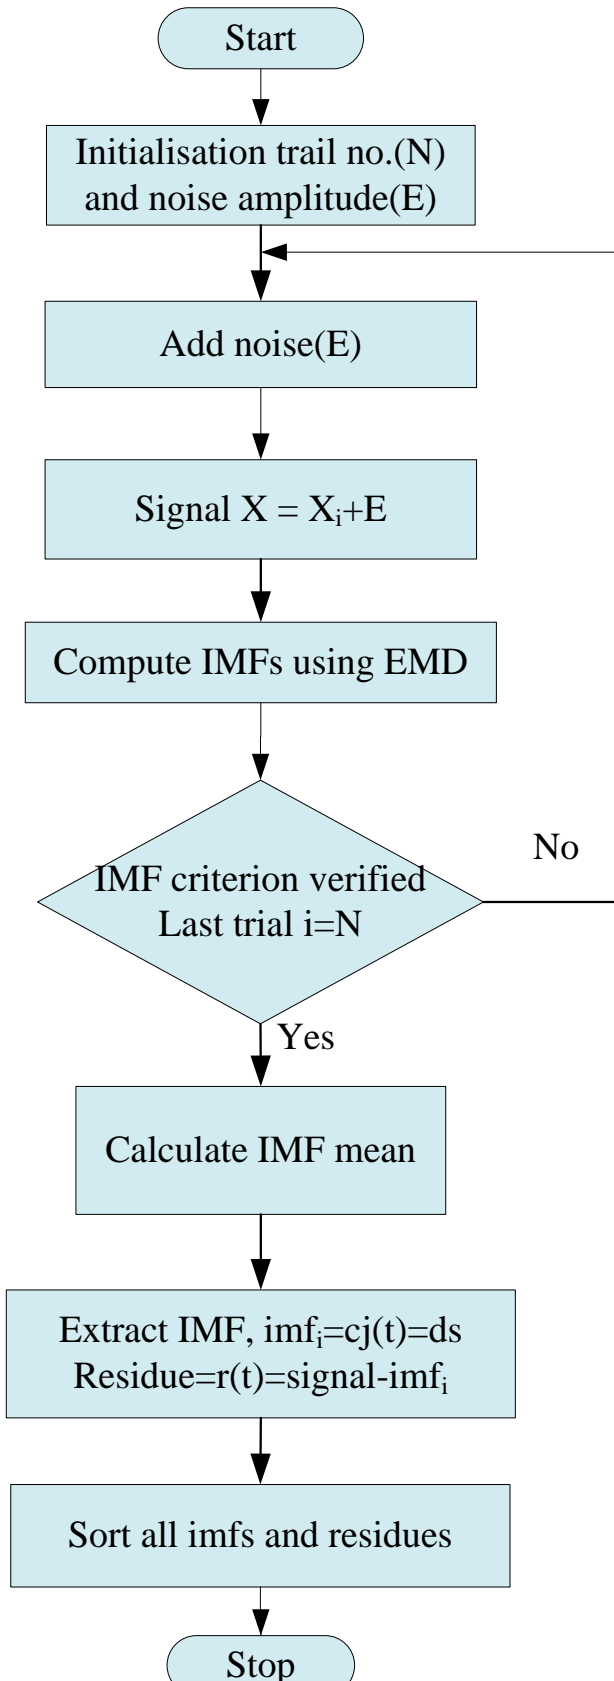 Start
Initialisation trail no.(N)
and noise amplitude(E)
Add noise(E)
Signal X = Xᵢ+E
Compute IMFs using EMD
IMF criterion verified
Last trial i=N
No
Yes
Calculate IMF mean
Extract IMF, imfᵢ=cj(t)=ds
Residue=r(t)=signal-imfᵢ
Sort all imfs and residues
Stop